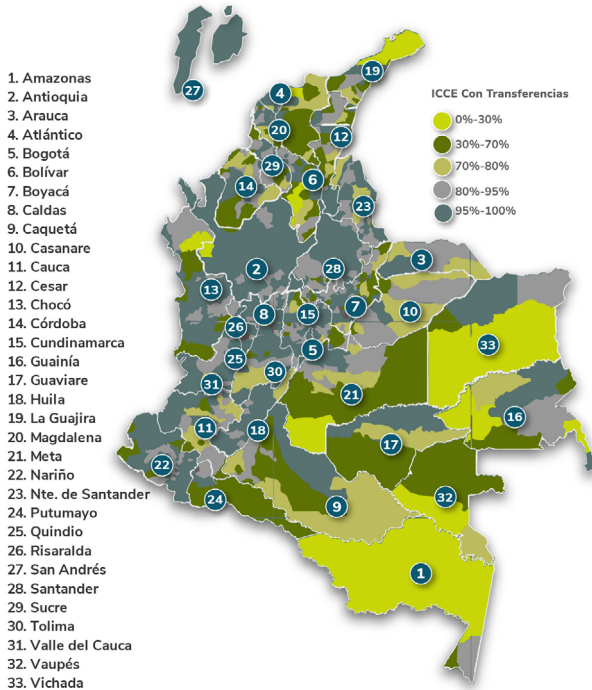 1. Amazonas
2. Antioquia
3. Arauca
4. Atlántico
5. Bogotá
6. Bolívar
7. Boyacá
8. Caldas
9. Caquetá
10. Casanare
11. Cauca
12. Cesar
13. Chocó
14. Córdoba
15. Cundinamarca
16. Guainía
17. Guaviare
18. Huila
19. La Guajira
20. Magdalena
21. Meta
22. Nariño
23. Nte. de Santander
24. Putumayo
25. Quindio
26. Risaralda
27. San Andrés
28. Santander
29. Sucre
30. Tolima
31. Valle del Cauca
32. Vaupés
33. Vichada
27
19
4
20
12
29
6
14
23
3
2
28
13
8
15
7
10
26
5
33
25
30
31
21
11
18
16
17
22
24
9
32
1
ICCE Con Transferencias
0%-30%
30%-70%
70%-80%
80%-95%
95%-100%